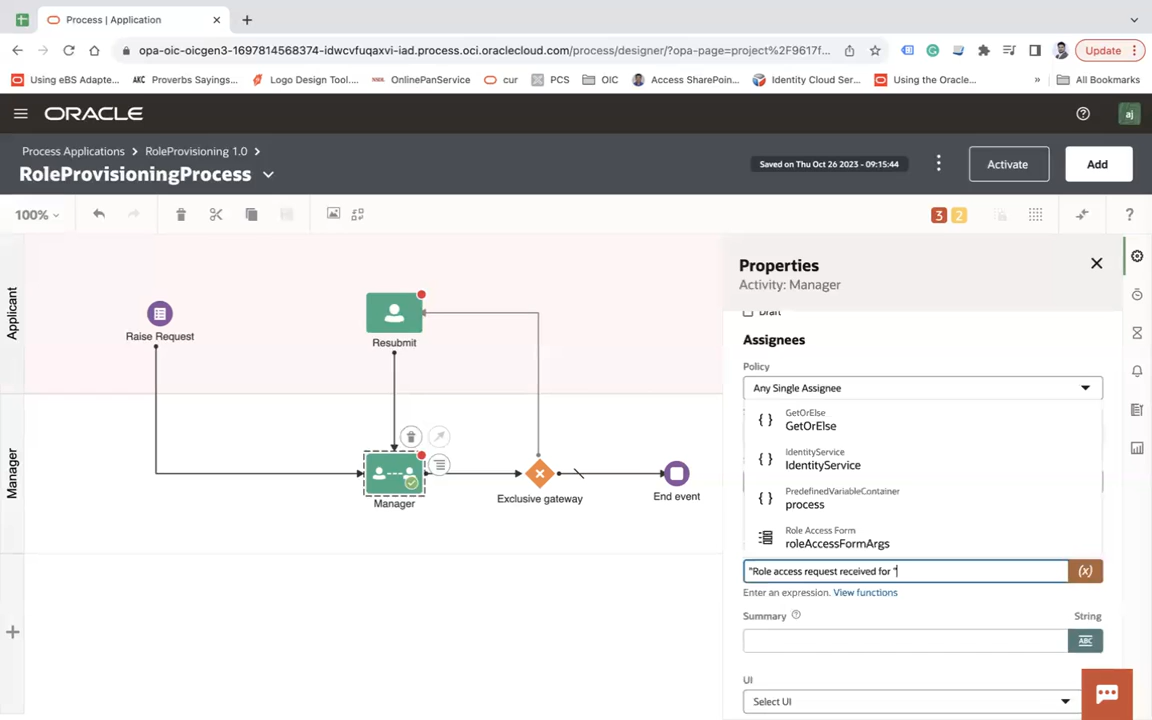 Process | Application
opa-oic-oicgen3-1697814568374-idwcvfuqaxvi-iad.process.oci.oraclecloud.com/process/designer/?opa-page=project%2F9617f...
Update
Using eBS Adapte...
AKC
Proverbs Sayings...
Logo Design Tool....
OnlinePanService
cur
PCS
OIC
Access SharePoin...
Identity Cloud Ser...
Using the Oracle...
»
All Bookmarks
ORACLE
aj
Process Applications > RoleProvisioning 1.0 >
RoleProvisioningProcess
Saved on Thu Oct 26 2023 - 09:15:44
Activate
Add
100%
3
2
?
Applicant
Raise Request
Resubmit
Manager
Manager
Exclusive gateway
End event
Properties
Activity: Manager
Draft
Assignees
Policy
Any Single Assignee
GetOrElse
GetOrElse
IdentityService
IdentityService
PredefinedVariableContainer
process
Role Access Form
roleAccessFormArgs
"Role access request received for "
(x)
Enter an expression. View functions
Summary
String
ABC
UI
Select UI